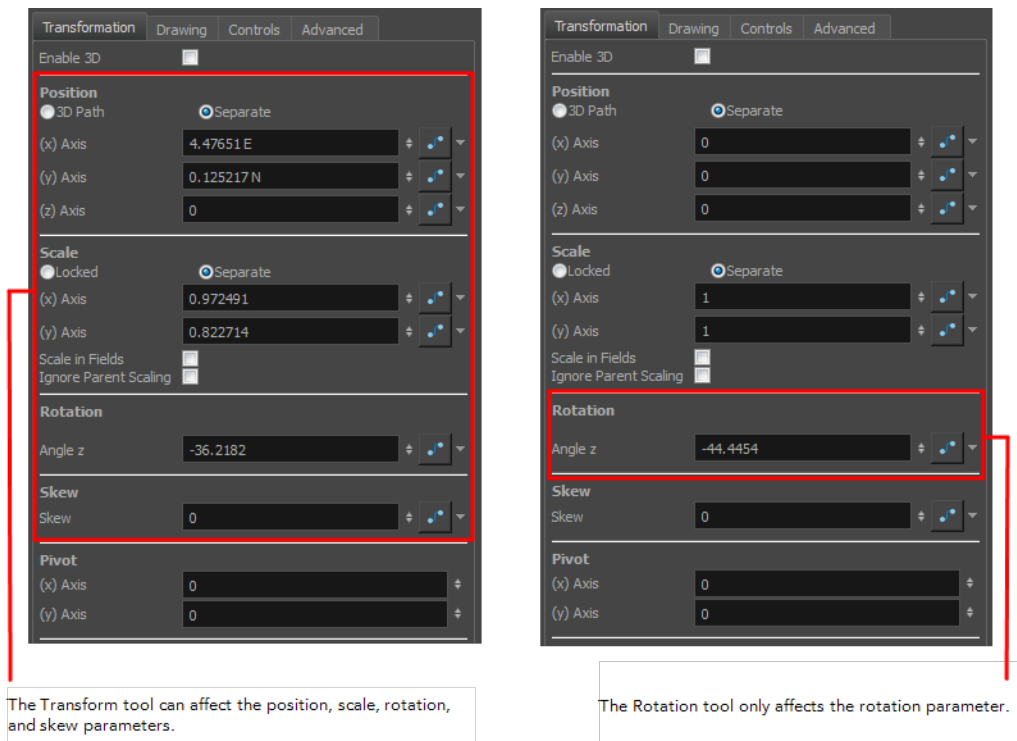 Transformation Drawing Controls Advanced
Enable 3D
Position
3D Path Separate
(x) Axis 4.47651 E
(y) Axis 0.125217 N
(z) Axis 0
Scale
Locked Separate
(x) Axis 0.972491
(y) Axis 0.822714
Scale in Fields
Ignore Parent Scaling
Rotation
Angle z -36.2182
Skew
Skew 0
Pivot
(x) Axis 0
(y) Axis 0
The Transform tool can affect the position, scale, rotation,
and skew parameters.
Transformation Drawing Controls Advanced
Enable 3D
Position
3D Path Separate
(x) Axis 0
(y) Axis 0
(z) Axis 0
Scale
Locked Separate
(x) Axis 1
(y) Axis 1
Scale in Fields
Ignore Parent Scaling
Rotation
Angle z -44.4454
Skew
Skew 0
Pivot
(x) Axis 0
(y) Axis 0
The Rotation tool only affects the rotation parameter.